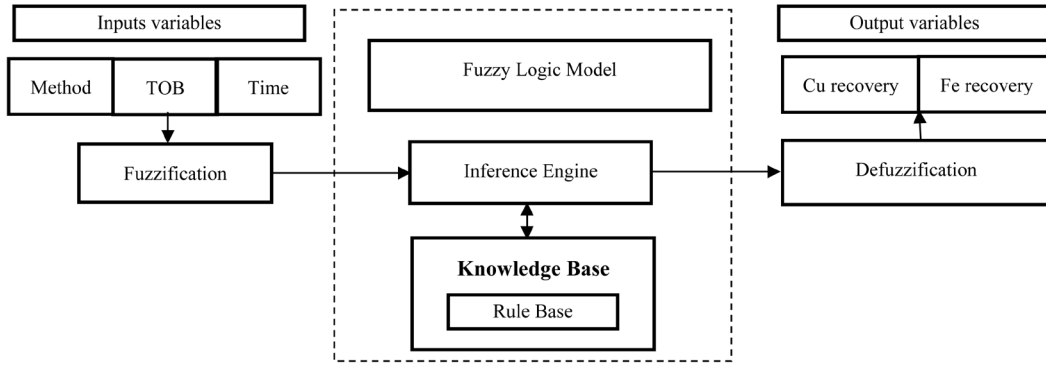 Inputs variables
Output variables
Fuzzy Logic Model
Method
TOB
Time
Cu recovery
Fe recovery
Fuzzification
Inference Engine
Defuzzification
Knowledge Base
Rule Base